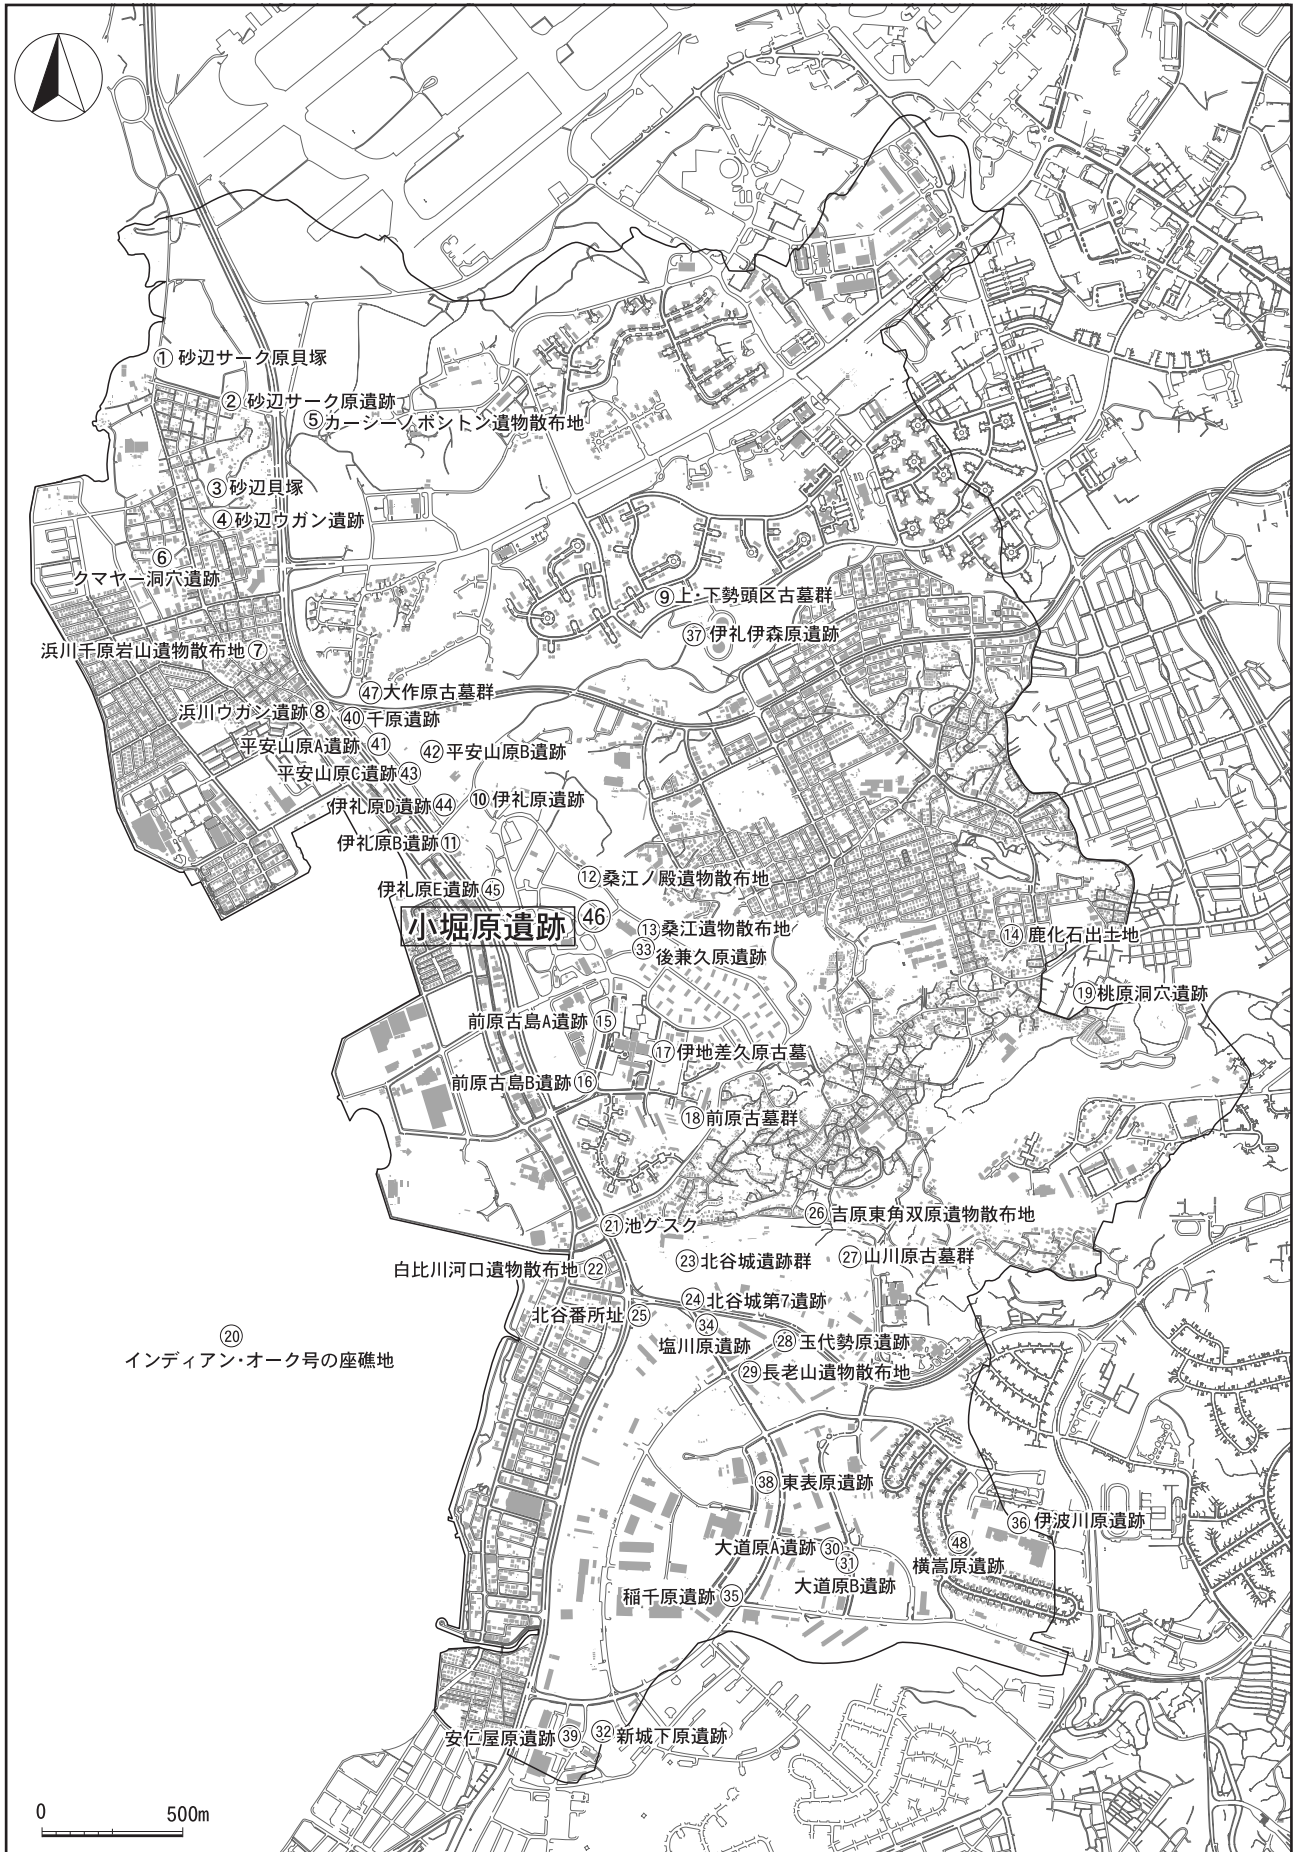 ① 砂辺サーク原貝塚
② 砂辺サーク原遺跡
⑤ カーシーノボントン遺物散布地
③ 砂辺貝塚
④ 砂辺ウガン遺跡
⑥
クマヤー洞穴遺跡
⑨ 上・下勢頭区古墓群
㊲ 伊礼伊森原遺跡
浜川千原岩山遺物散布地 ⑦
㊼ 大作原古墓群
浜川ウガン遺跡 ⑧
㊵ 千原遺跡
平安山原A遺跡 ㊶
㊷ 平安山原B遺跡
平安山原C遺跡 ㊸
伊礼原D遺跡 ㊹
⑩ 伊礼原遺跡
伊礼原B遺跡 ⑪
⑫ 桑江ノ殿遺物散布地
伊礼原E遺跡 ㊺
小堀原遺跡 ㊻
⑬ 桑江遺物散布地
⑭ 鹿化石出土地
㉝ 後兼久原遺跡
⑲ 桃原洞穴遺跡
前原古島A遺跡 ⑮
⑰ 伊地差久原古墓
前原古島B遺跡 ⑯
⑱ 前原古墓群
㉖ 吉原東角双原遺物散布地
㉑ 池グスク
㉓ 北谷城遺跡群
㉗ 山川原古墓群
白比川河口遺物散布地 ㉒
㉔ 北谷城第7遺跡
北谷番所址 ㉕
㉞
塩川原遺跡
⑳
インディアン・オーク号の座礁地
㉘ 玉代勢原遺跡
㉙ 長老山遺物散布地
㊳ 東表原遺跡
㊱ 伊波川原遺跡
大道原A遺跡 ㉚
㉛
大道原B遺跡
㊽
横嵩原遺跡
稲千原遺跡 ㉟
安仁屋原遺跡 ㊴
㉜ 新城下原遺跡
0 500m